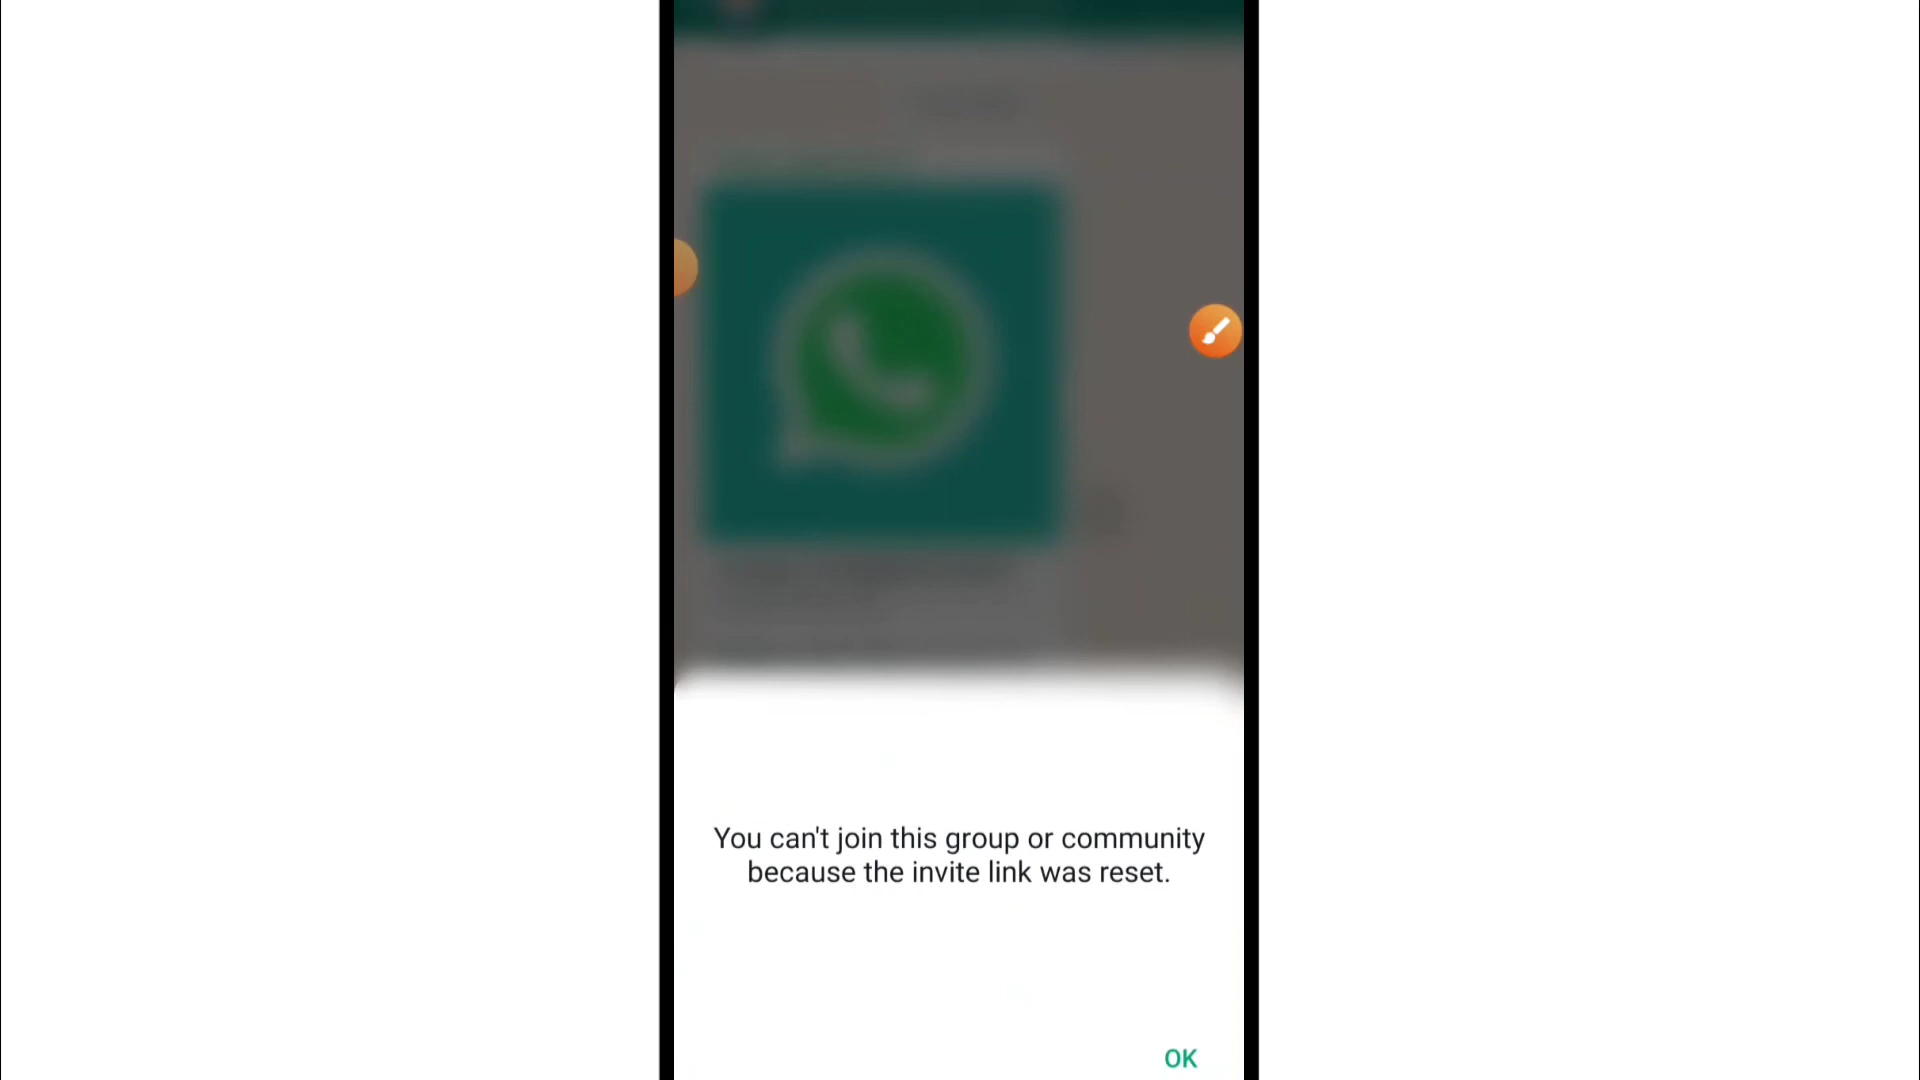 You can't join this group or community
because the invite link was reset.
OK